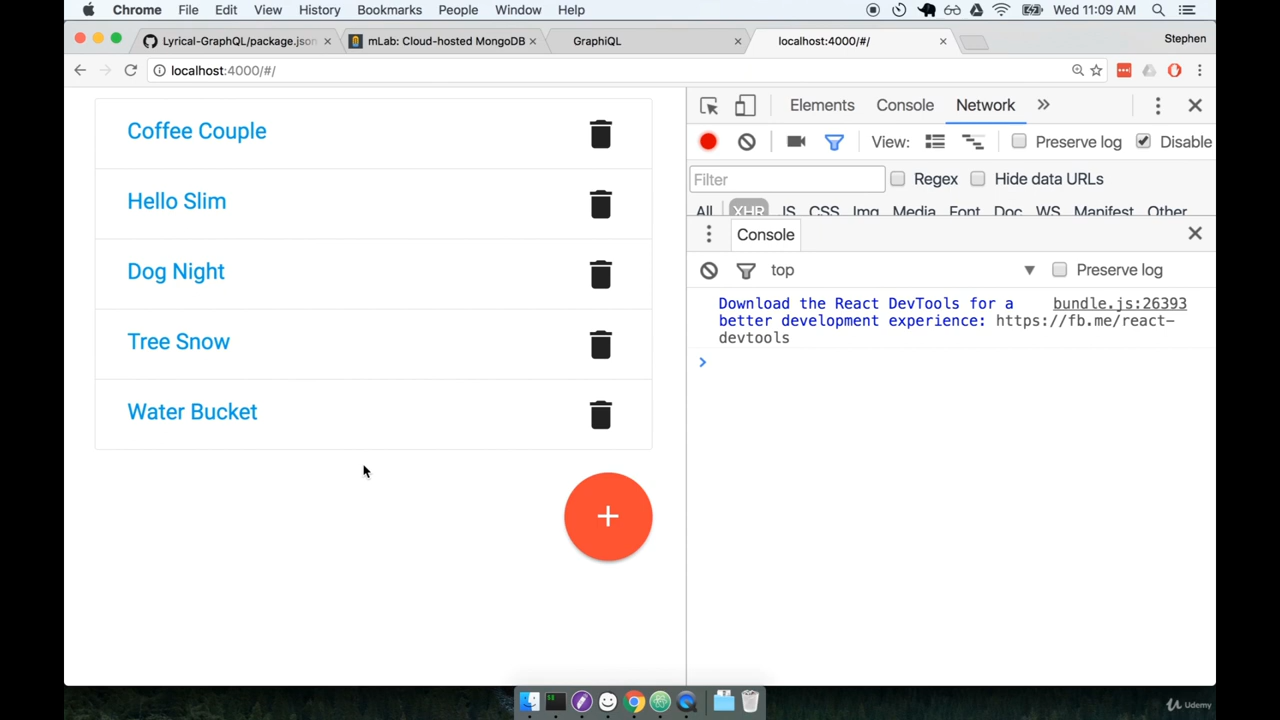 Chrome File Edit View History Bookmarks People Window Help Wed 11:09 AM
Lyrical-GraphQL/package.json mLab: Cloud-hosted MongoDB GraphiQL localhost:4000/#/ Stephen
localhost:4000/#/
Coffee Couple
Hello Slim
Dog Night
Tree Snow
Water Bucket
+
Elements Console Network »
View: Preserve log Disable
Filter Regex Hide data URLs
All XHR JS CSS Img Media Font Doc WS Manifest Other
Console
top Preserve log
Download the React DevTools for a bundle.js:26393
better development experience: https://fb.me/react-
devtools
>
Udemy